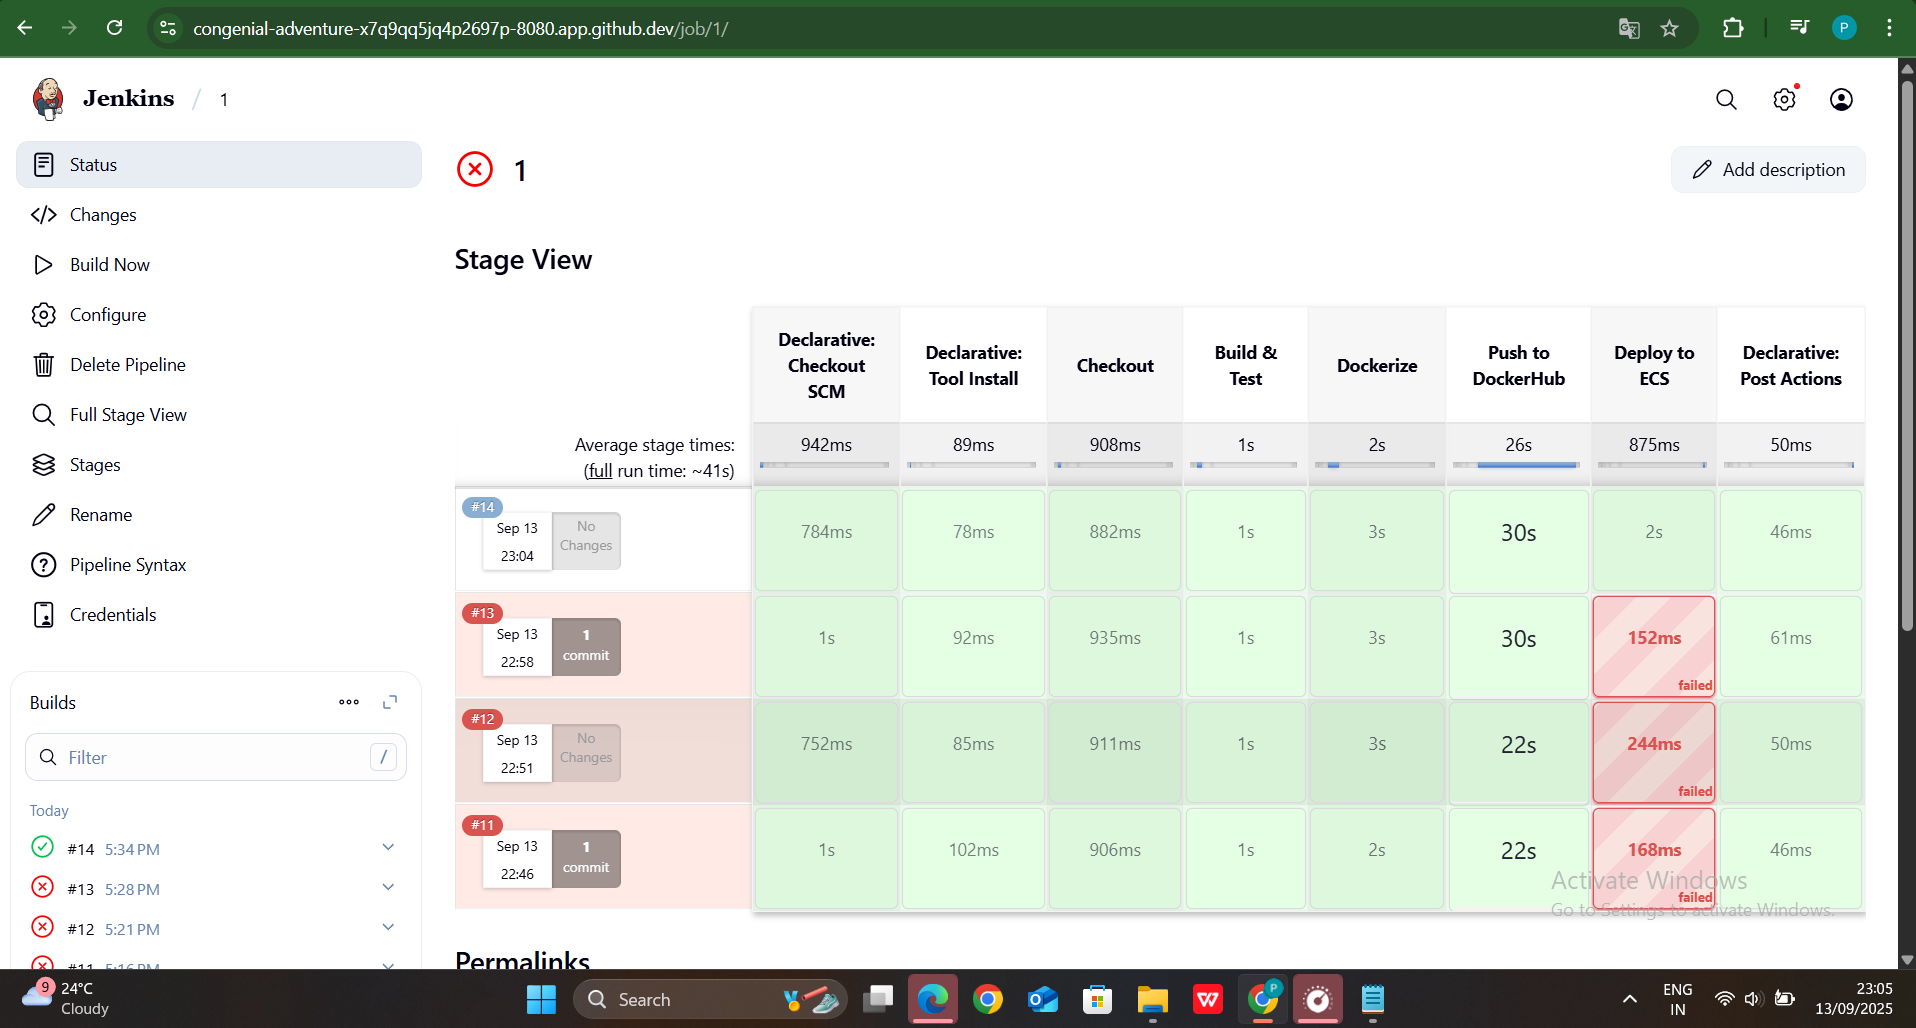 congenial-adventure-x7q9qq5jq4p2697p-8080.app.github.dev/job/1/
P
Jenkins / 1
Status
Changes
Build Now
Configure
Delete Pipeline
Full Stage View
Stages
Rename
Pipeline Syntax
Credentials
Builds
Filter /
Today
#14 5:34 PM
#13 5:28 PM
#12 5:21 PM
#11 5:16 PM
1
Add description
Stage View
Declarative: Checkout SCM
Declarative: Tool Install
Checkout
Build & Test
Dockerize
Push to DockerHub
Deploy to ECS
Declarative: Post Actions
Average stage times:
(full run time: ~41s)
942ms 89ms 908ms 1s 2s 26s 875ms 50ms
#14
Sep 13
23:04
No Changes
784ms 78ms 882ms 1s 3s 30s 2s 46ms
#13
Sep 13
22:58
1 commit
1s 92ms 935ms 1s 3s 30s 152ms 61ms
failed
#12
Sep 13
22:51
No Changes
752ms 85ms 911ms 1s 3s 22s 244ms 50ms
failed
#11
Sep 13
22:46
1 commit
1s 102ms 906ms 1s 2s 22s 168ms 46ms
failed
Activate Windows
Go to Settings to activate Windows.
Permalinks
9
24°C
Cloudy
Search
W
P
ENG
IN
23:05
13/09/2025